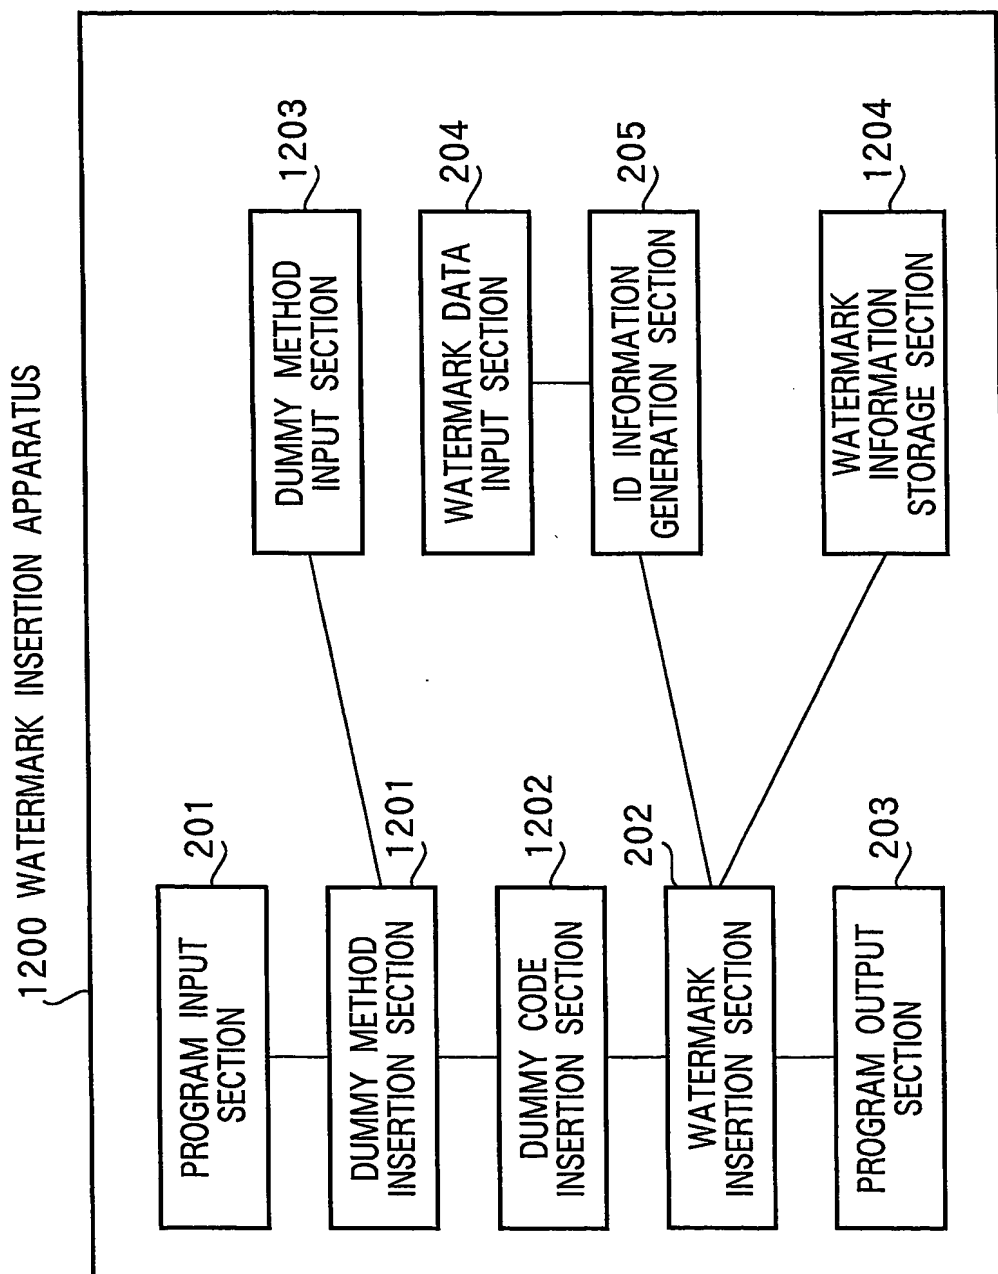 1200 WATERMARK INSERTION APPARATUS
201
PROGRAM INPUT
SECTION
1201
DUMMY METHOD
INSERTION SECTION
1202
DUMMY CODE
INSERTION SECTION
202
WATERMARK
INSERTION SECTION
203
PROGRAM OUTPUT
SECTION
1203
DUMMY METHOD
INPUT SECTION
204
WATERMARK DATA
INPUT SECTION
205
ID INFORMATION
GENERATION SECTION
1204
WATERMARK
INFORMATION
STORAGE SECTION